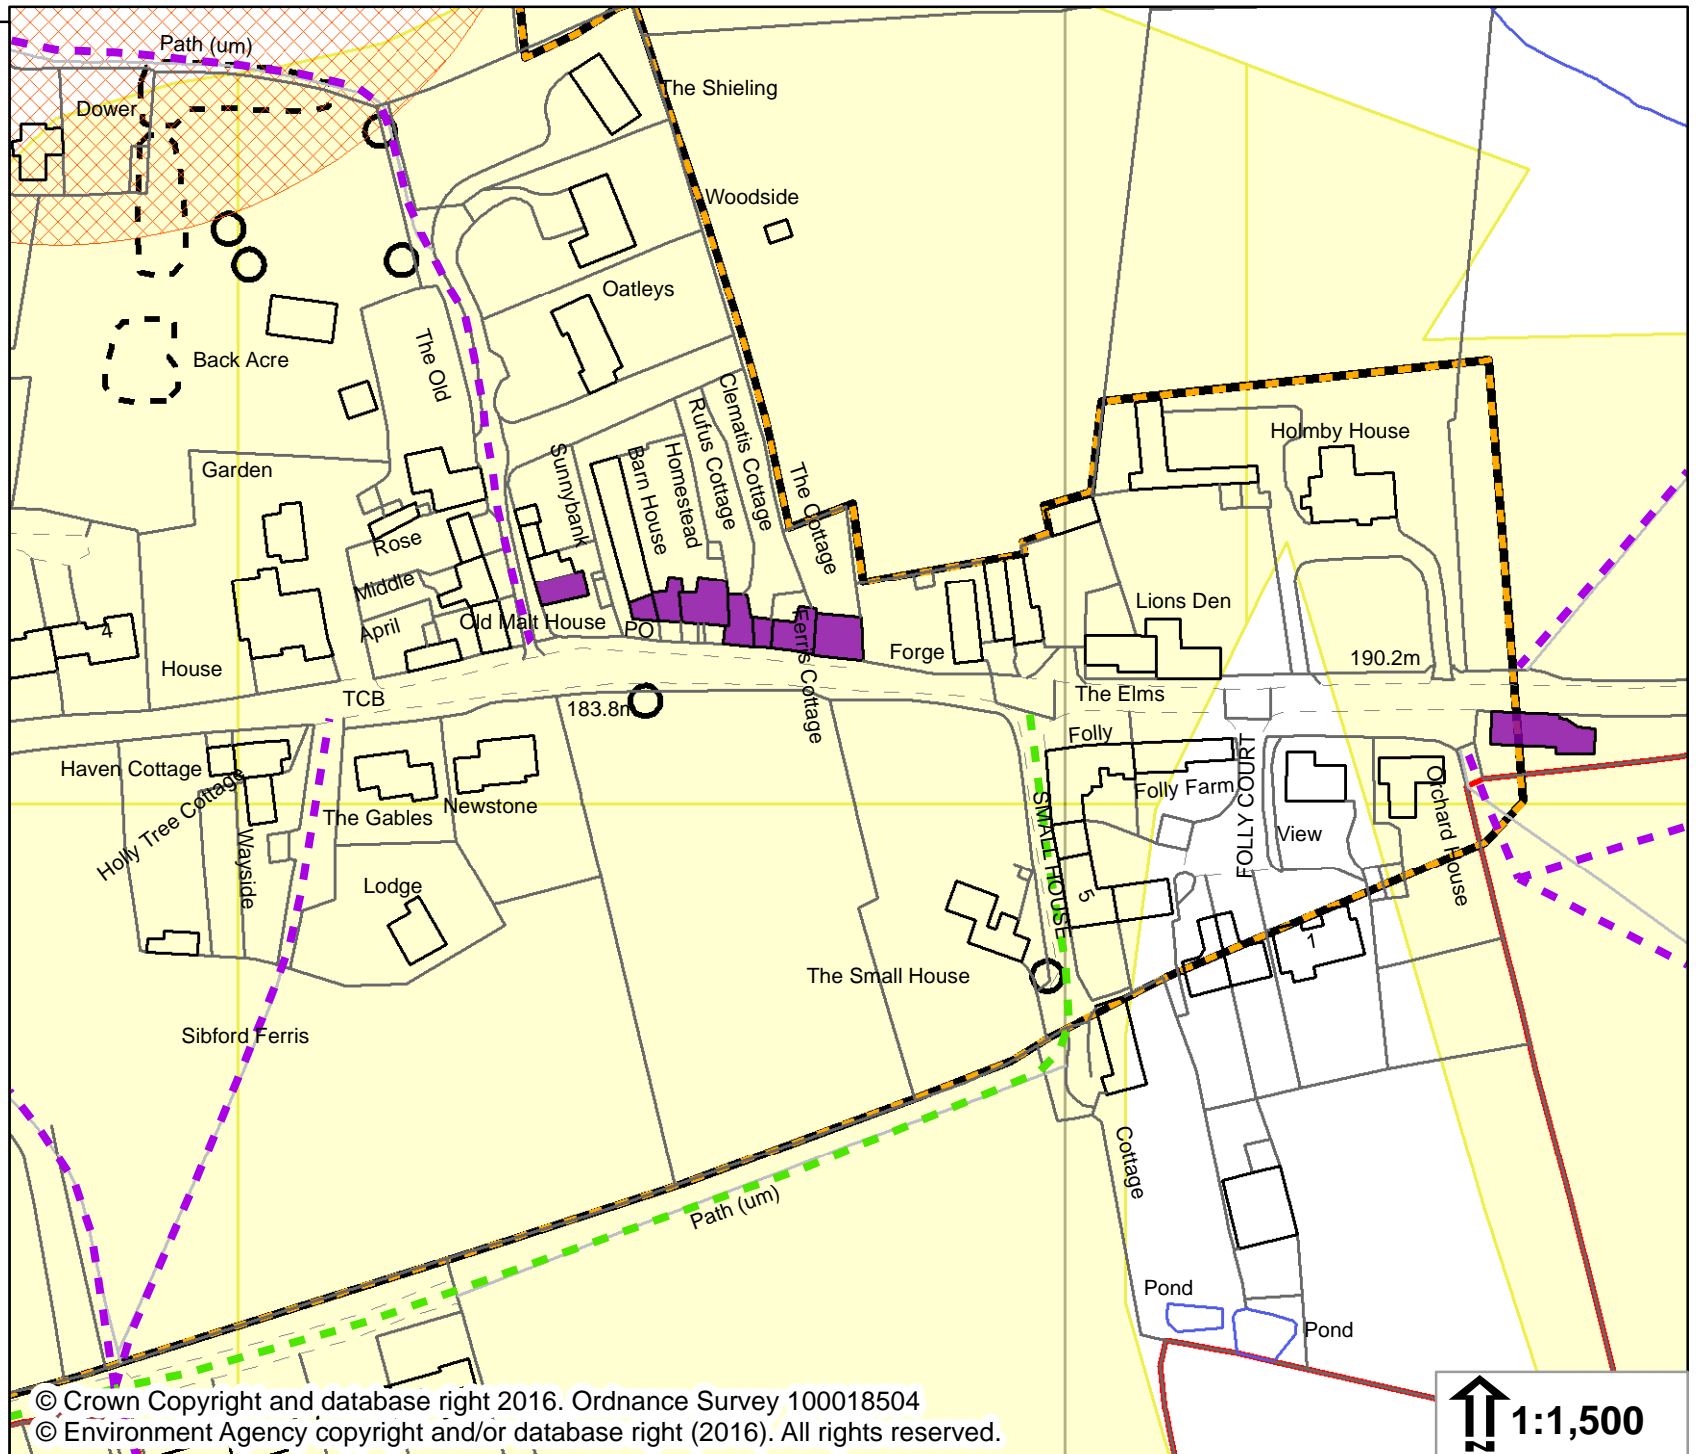 Path (um)
Dower
The Shieling
Woodside
Oatleys
Back Acre
The Old
Garden
Rose
Middle
April
Old Malt House
Sunnybank
Barn House
Homestead
Rufus Cottage
Clematis Cottage
The Cottage
Ferris Cottage
PO
Forge
Holmby House
Lions Den
190.2m
The Elms
4
House
TCB
183.8m
Haven Cottage
Holly Tree Cottage
Wayside
The Gables
Newstone
Lodge
Folly
Folly Farm
FOLLY COURT
View
Orchard House
SMALL HOUSE
5
1
The Small House
Sibford Ferris
Path (um)
Cottage
Pond
Pond
© Crown Copyright and database right 2016. Ordnance Survey 100018504
© Environment Agency copyright and/or database right (2016). All rights reserved.
N
1:1,500